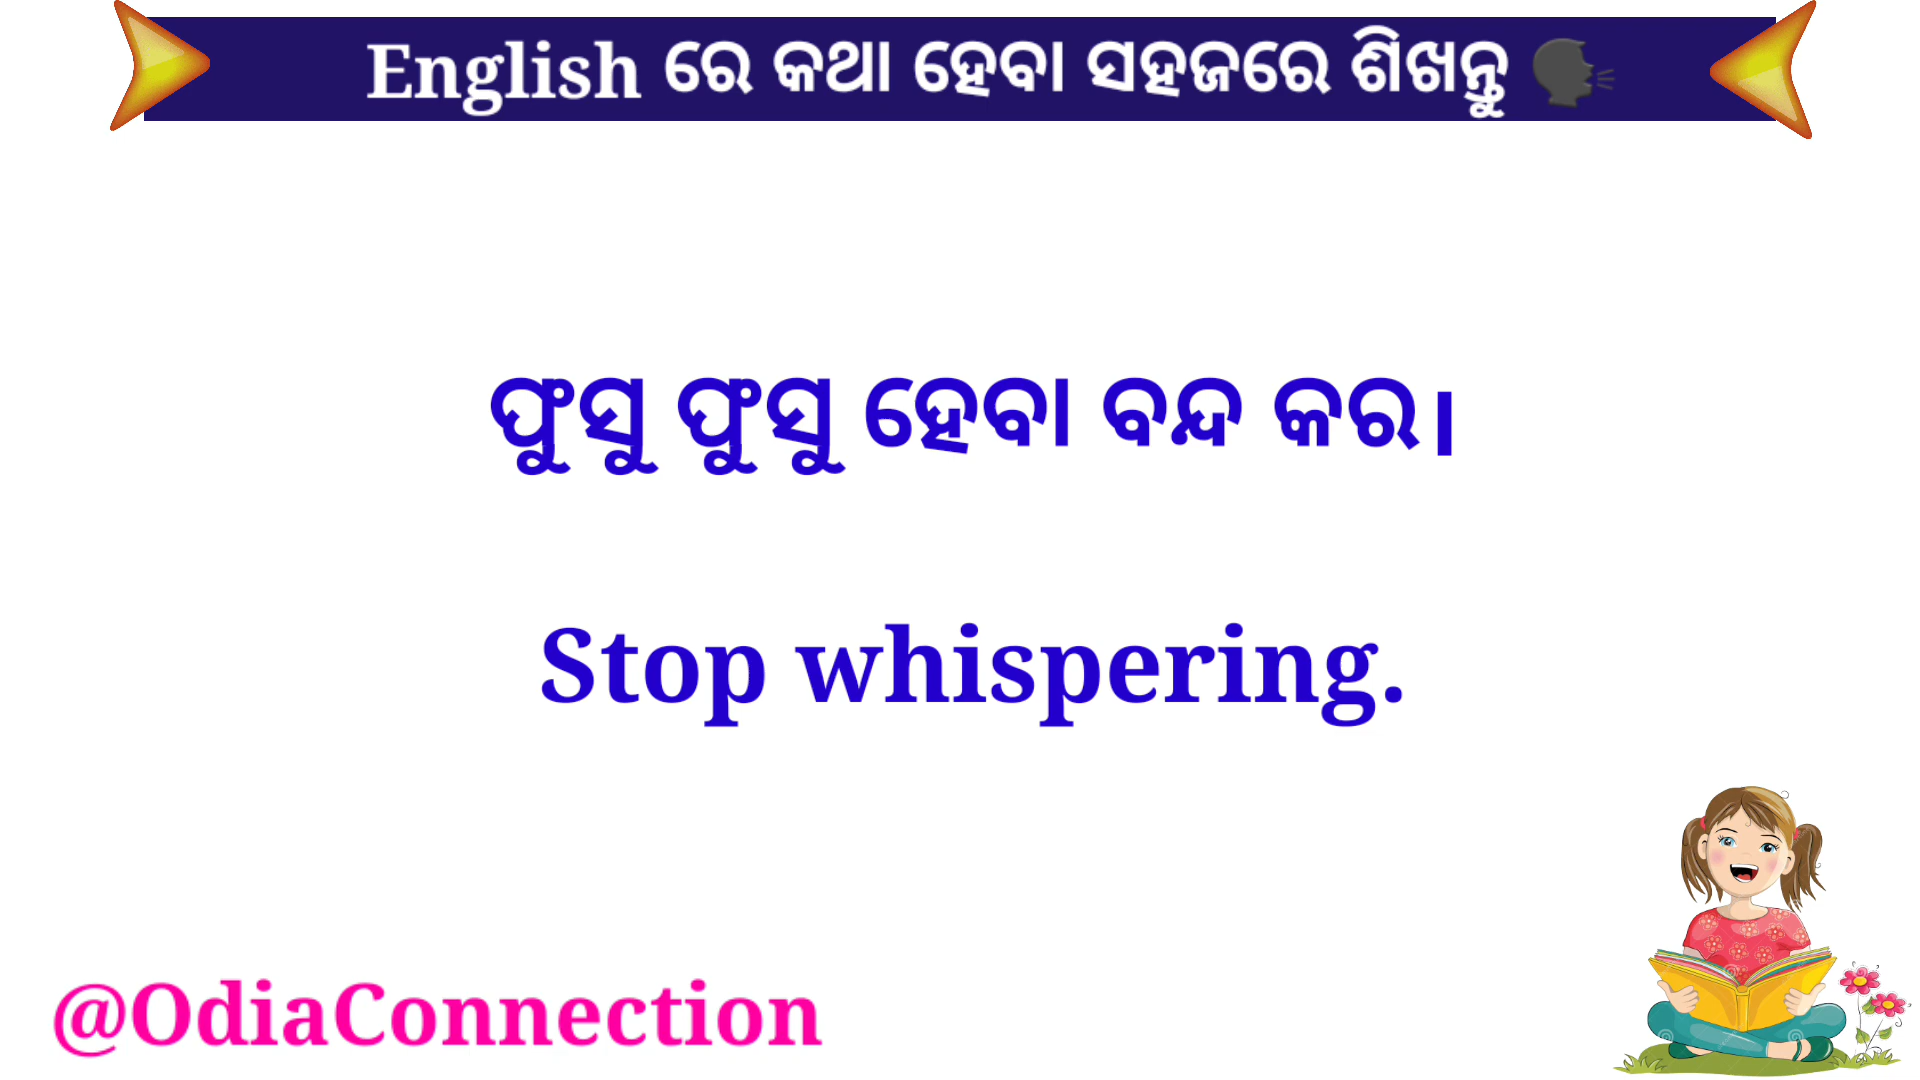 English ରେ କଥା ହେବା ସହଜରେ ଶିଖନ୍ତୁ 🗣
ଫୁସୁ ଫୁସୁ ହେବା ବନ୍ଦ କର।
Stop whispering.
@OdiaConnection